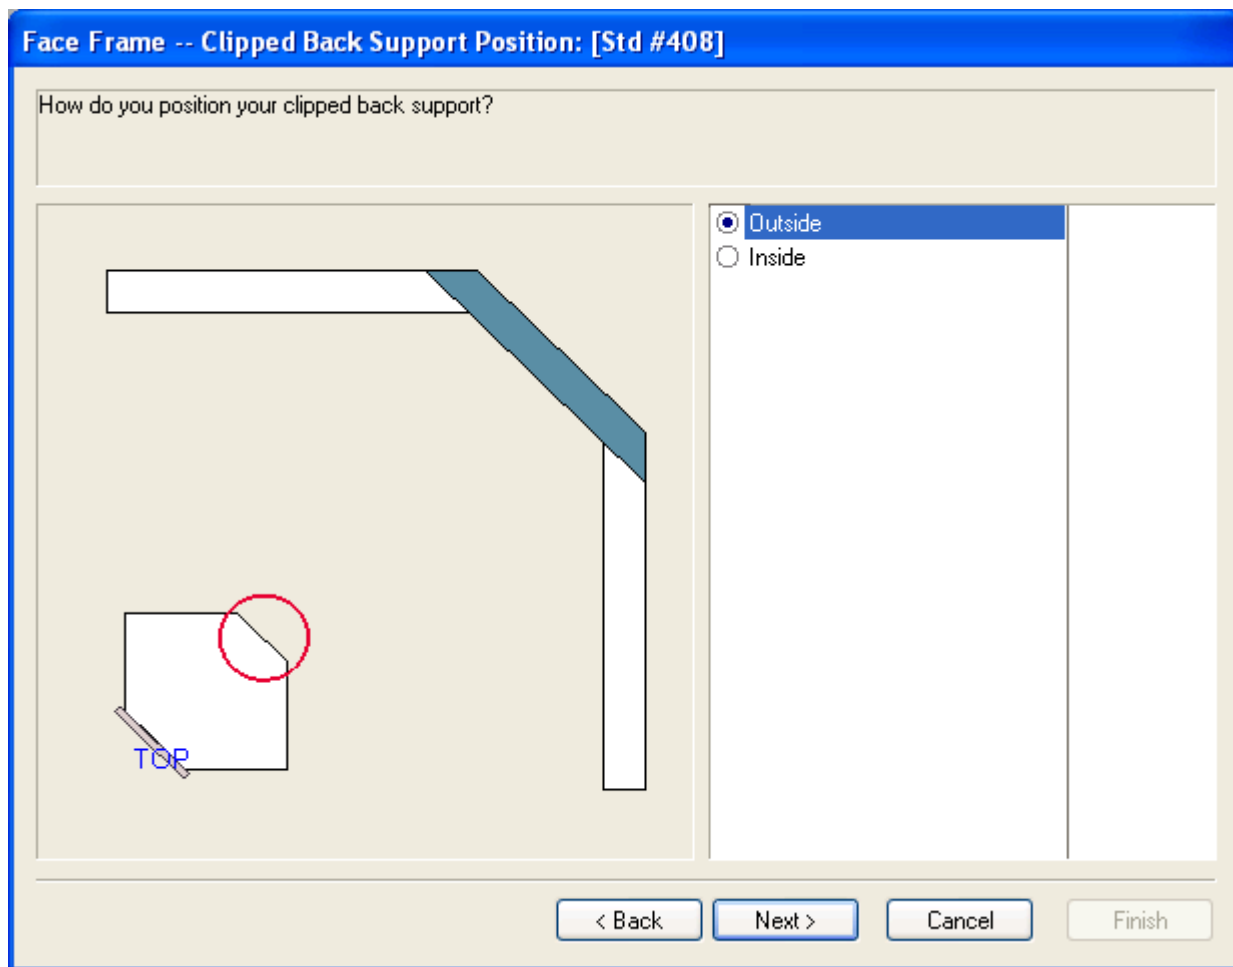 Face Frame -- Clipped Back Support Position: [Std #408]
How do you position your clipped back support?
Outside
Inside
TOP
< Back
Next >
Cancel
Finish